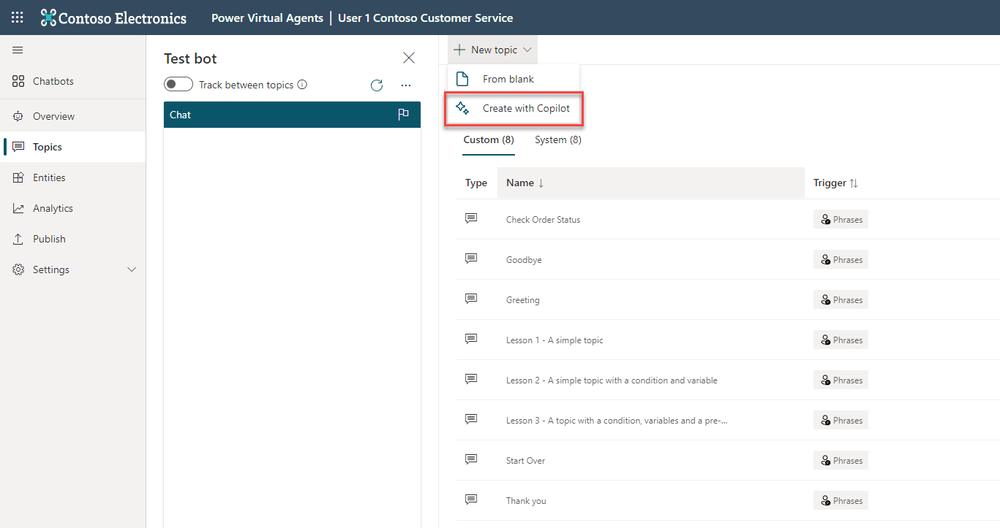 Contoso Electronics
Power Virtual Agents | User 1 Contoso Customer Service
Chatbots
Overview
Topics
Entities
Analytics
Publish
Settings
Test bot
Track between topics
Chat
New topic
From blank
Create with Copilot
Custom (8) System (8)
Type Name ↓ Trigger ↑↓
Check Order Status Phrases
Goodbye Phrases
Greeting Phrases
Lesson 1 - A simple topic Phrases
Lesson 2 - A simple topic with a condition and variable Phrases
Lesson 3 - A topic with a condition, variables and a pre-... Phrases
Start Over Phrases
Thank you Phrases